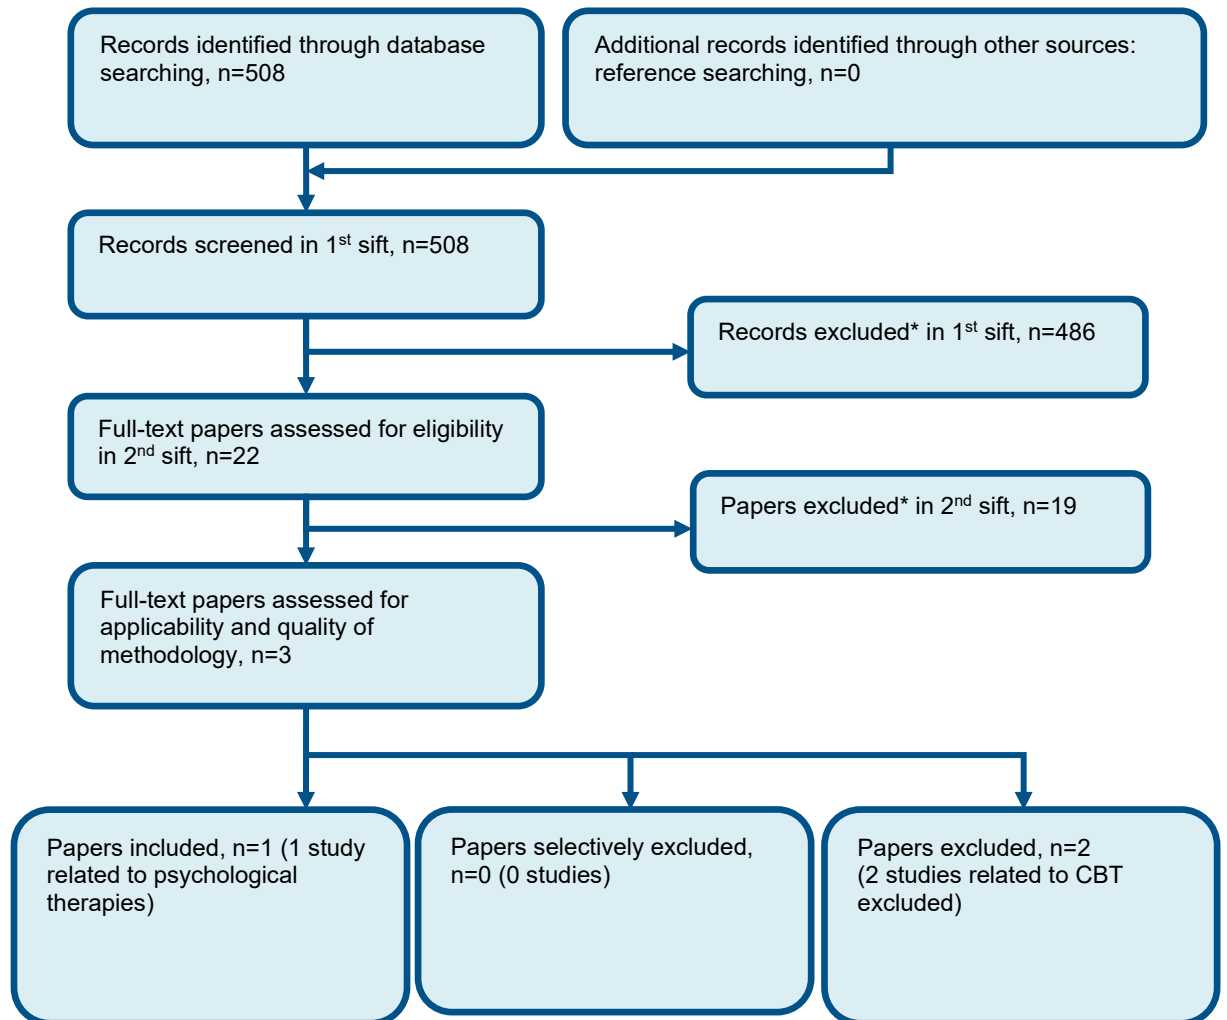 Records identified through database
searching, n=508
Additional records identified through other sources:
reference searching, n=0
Records screened in 1st sift, n=508
Records excluded* in 1st sift, n=486
Full-text papers assessed for eligibility
in 2nd sift, n=22
Papers excluded* in 2nd sift, n=19
Full-text papers assessed for
applicability and quality of
methodology, n=3
Papers included, n=1 (1 study
related to psychological
therapies)
Papers selectively excluded,
n=0 (0 studies)
Papers excluded, n=2
(2 studies related to CBT
excluded)